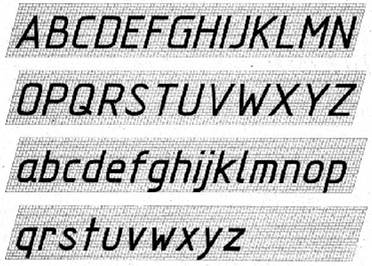 ABCDEFGHIJKLMN
OPQRSTUVWXYZ
abcdefghijklmnop
qrstuvwxyz